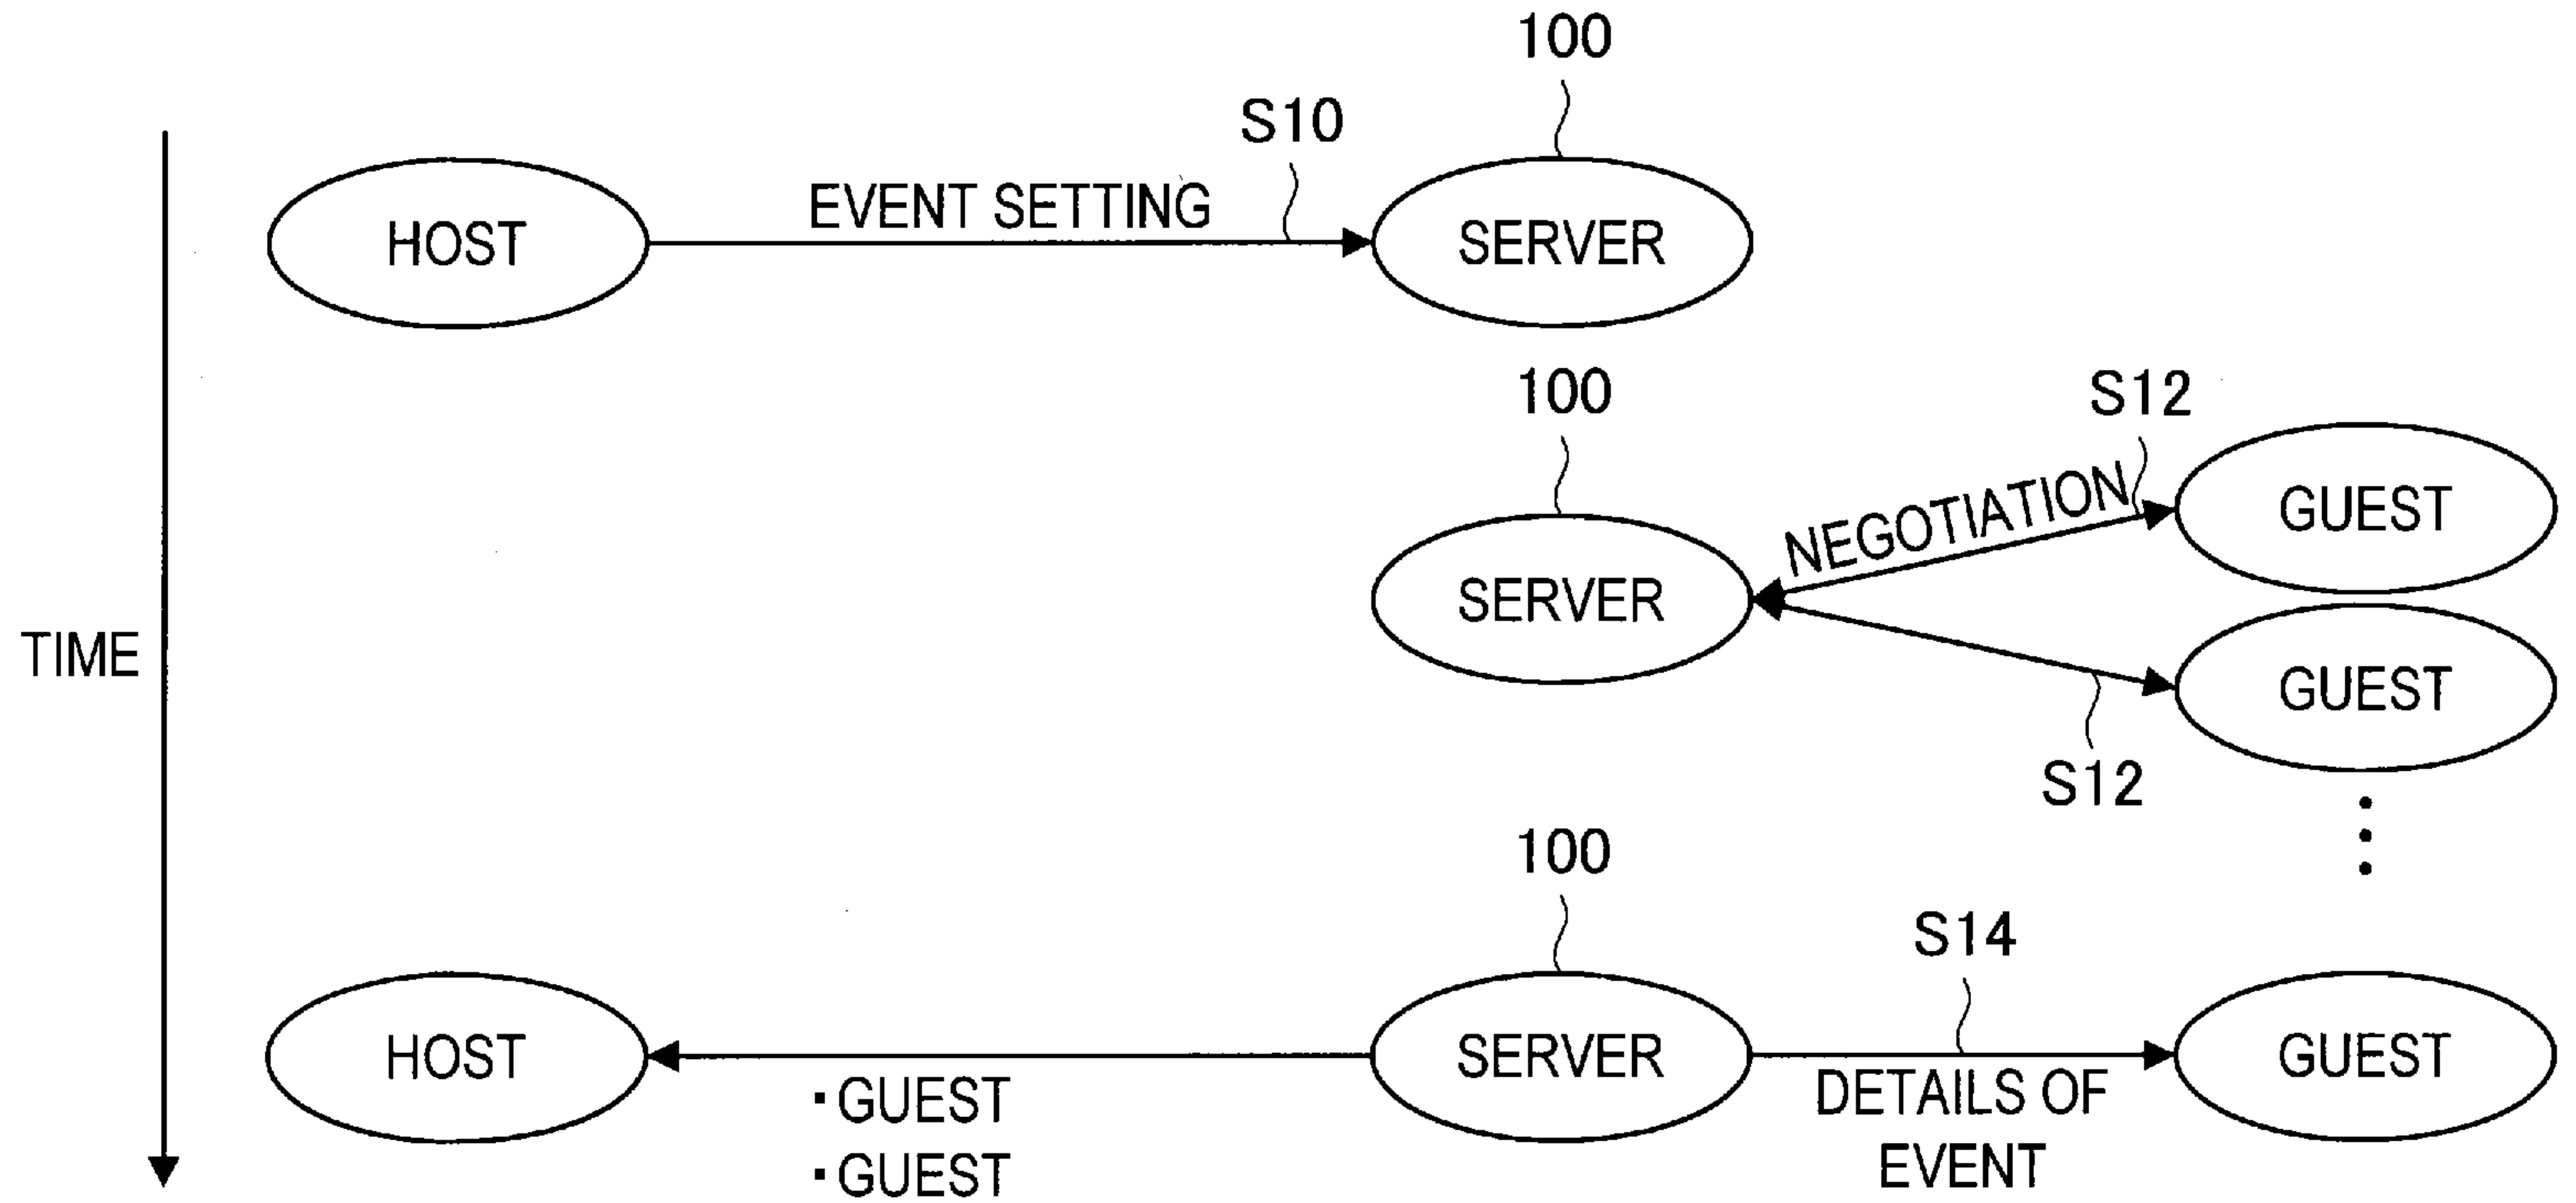 100
S10
EVENT SETTING
HOST
SERVER
100
S12
NEGOTIATION
GUEST
SERVER
TIME
GUEST
S12
100
S14
HOST
SERVER
GUEST
・GUEST
・GUEST
DETAILS OF
EVENT